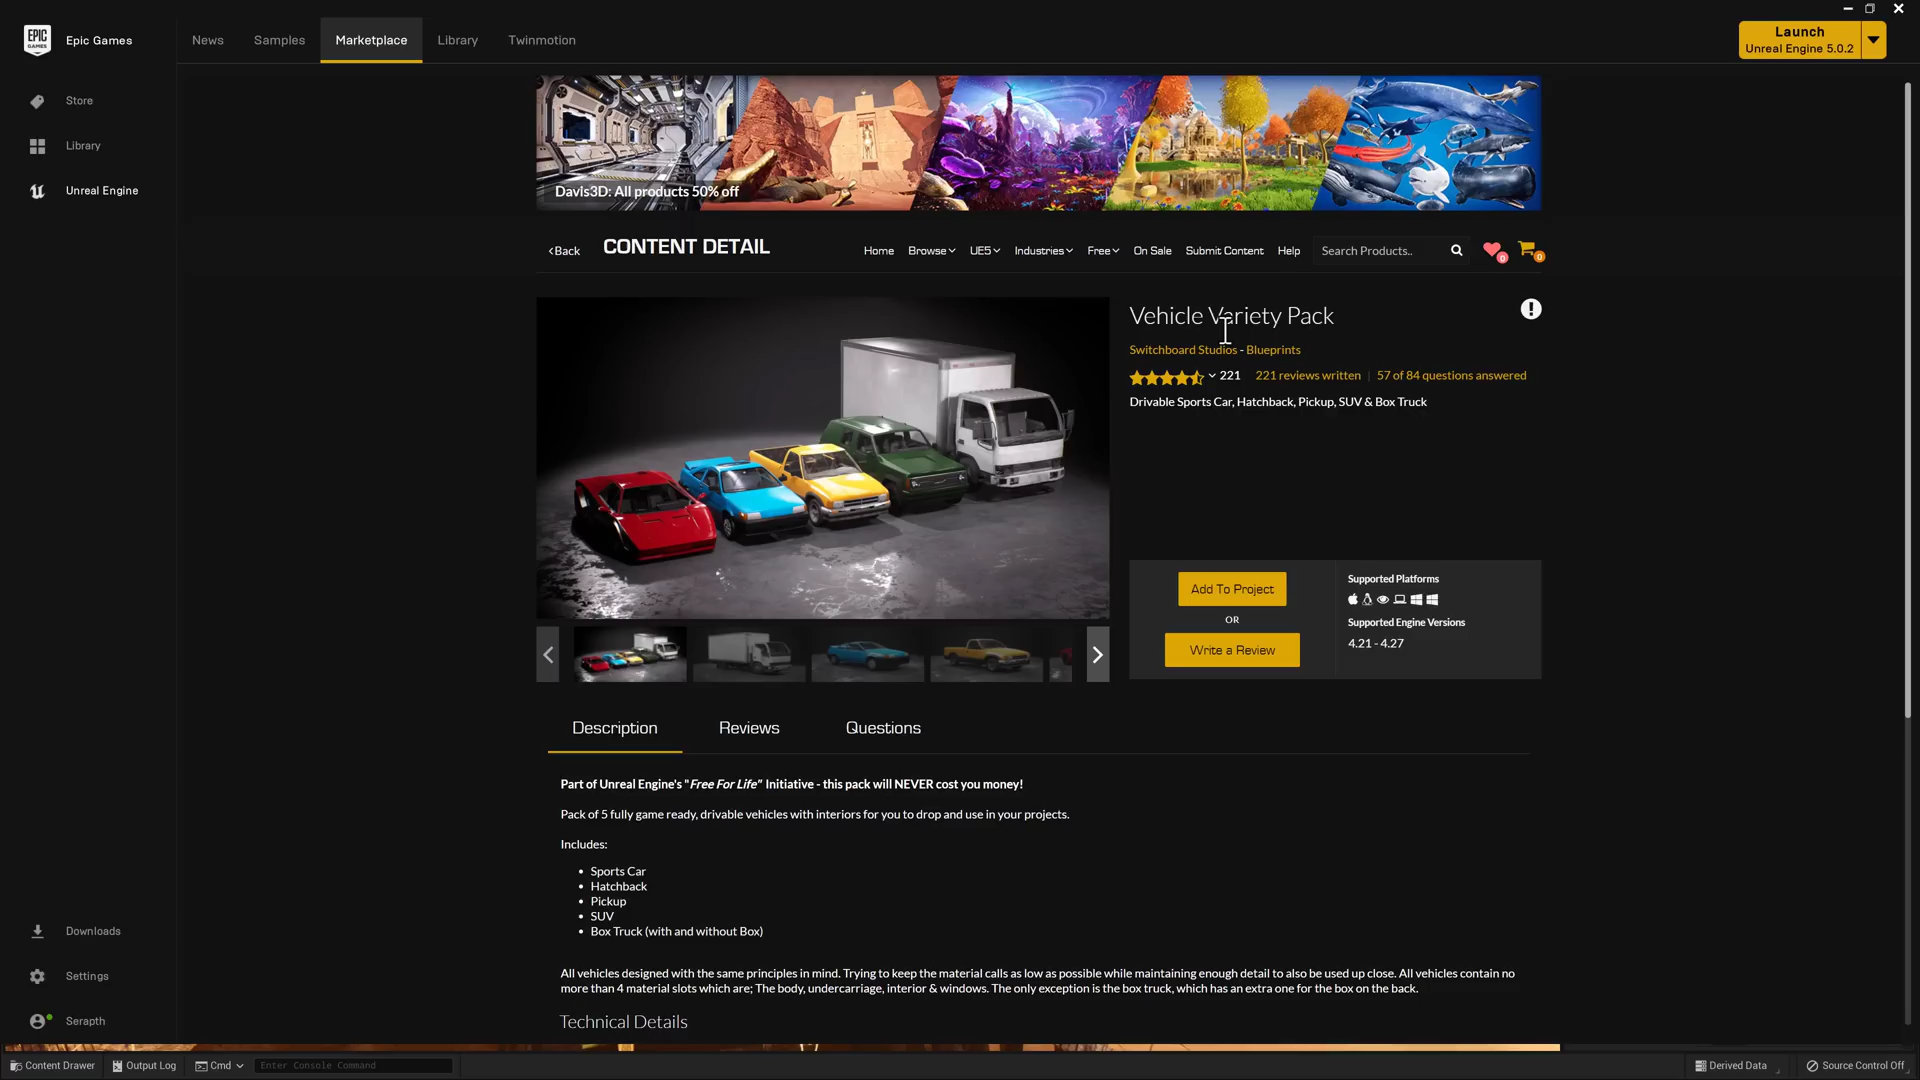 EPIC GAMES
Epic Games
News
Samples
Marketplace
Library
Twinmotion
Launch
Unreal Engine 5.0.2
Store
Library
Unreal Engine
Davis3D: All products 50% off
Back
CONTENT DETAIL
Home
Browse
UE5
Industries
Free
On Sale
Submit Content
Help
Search Products..
0
0
Vehicle Variety Pack
Switchboard Studios - Blueprints
221
221 reviews written
57 of 84 questions answered
Drivable Sports Car, Hatchback, Pickup, SUV & Box Truck
Add To Project
OR
Write a Review
Supported Platforms
Supported Engine Versions
4.21 - 4.27
Description
Reviews
Questions
Part of Unreal Engine's "Free For Life" Initiative - this pack will NEVER cost you money!
Pack of 5 fully game ready, drivable vehicles with interiors for you to drop and use in your projects.
Includes:
• Sports Car
• Hatchback
• Pickup
• SUV
• Box Truck (with and without Box)
All vehicles designed with the same principles in mind. Trying to keep the material calls as low as possible while maintaining enough detail to also be used up close. All vehicles contain no
more than 4 material slots which are; The body, undercarriage, interior & windows. The only exception is the box truck, which has an extra one for the box on the back.
Technical Details
Downloads
Settings
Serapth
Content Drawer
Output Log
Cmd
Enter Console Command
Derived Data
Source Control Off